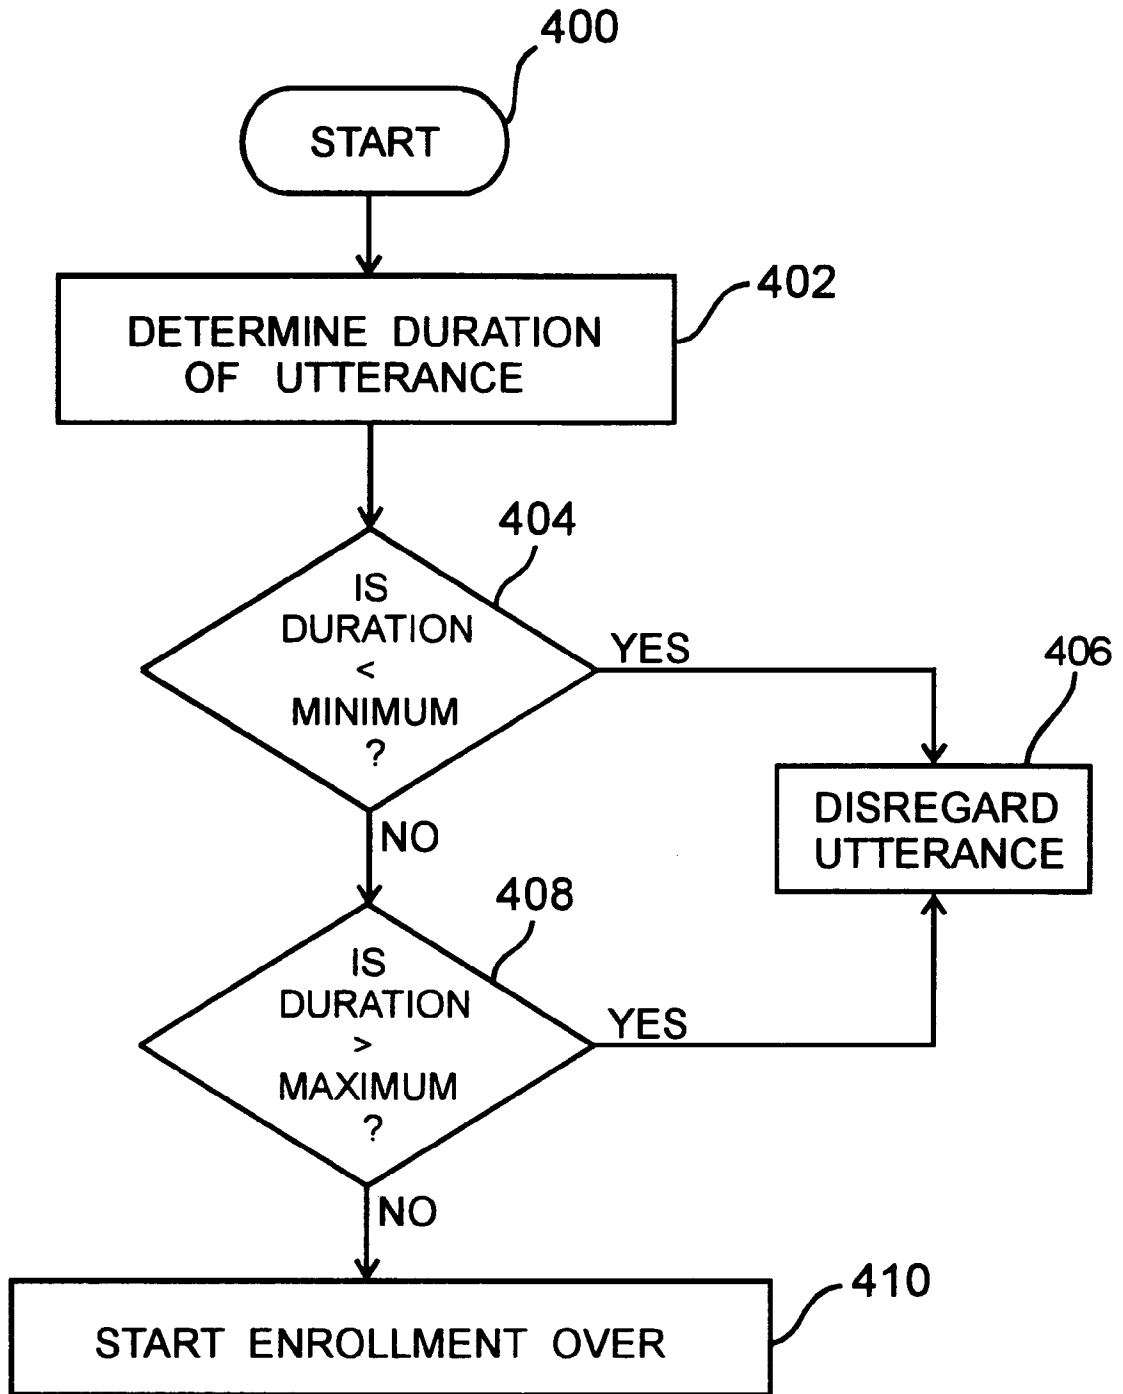 400
START
402
DETERMINE DURATION
OF UTTERANCE
404
IS
DURATION
<
MINIMUM
?
YES
406
DISREGARD
UTTERANCE
NO
408
IS
DURATION
>
MAXIMUM
?
YES
NO
410
START ENROLLMENT OVER